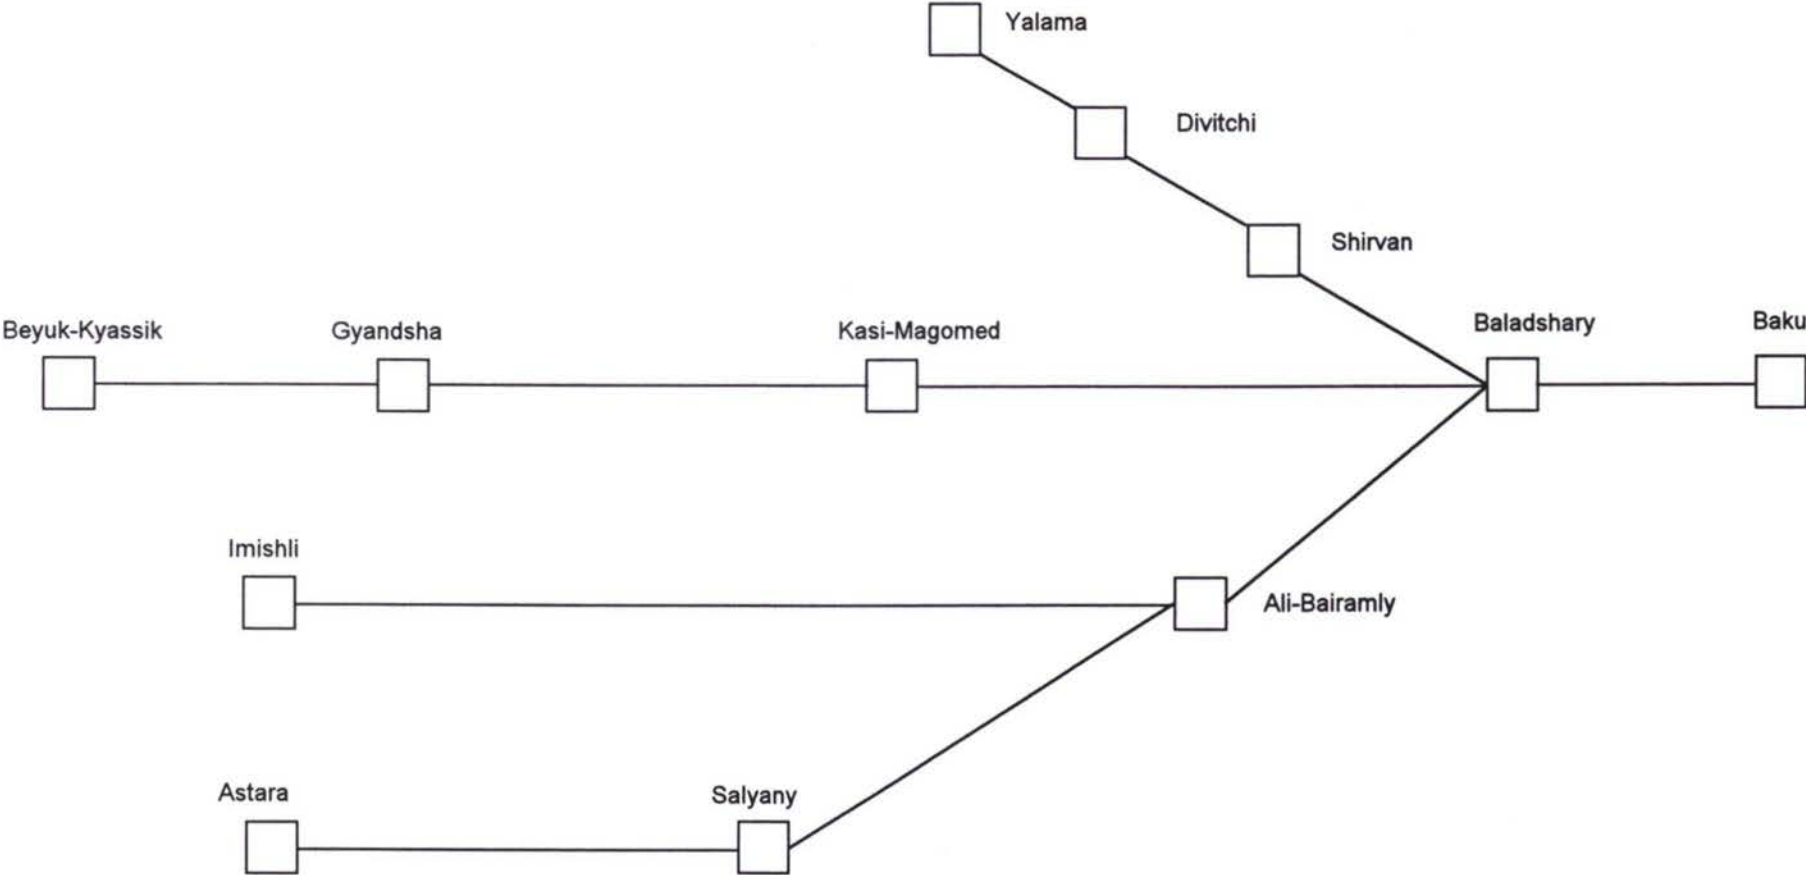 Yalama
Divitchi
Shirvan
Beyuk-Kyassik
Gyandsha
Kasi-Magomed
Baladshary
Baku
Imishli
Ali-Bairamly
Astara
Salyany